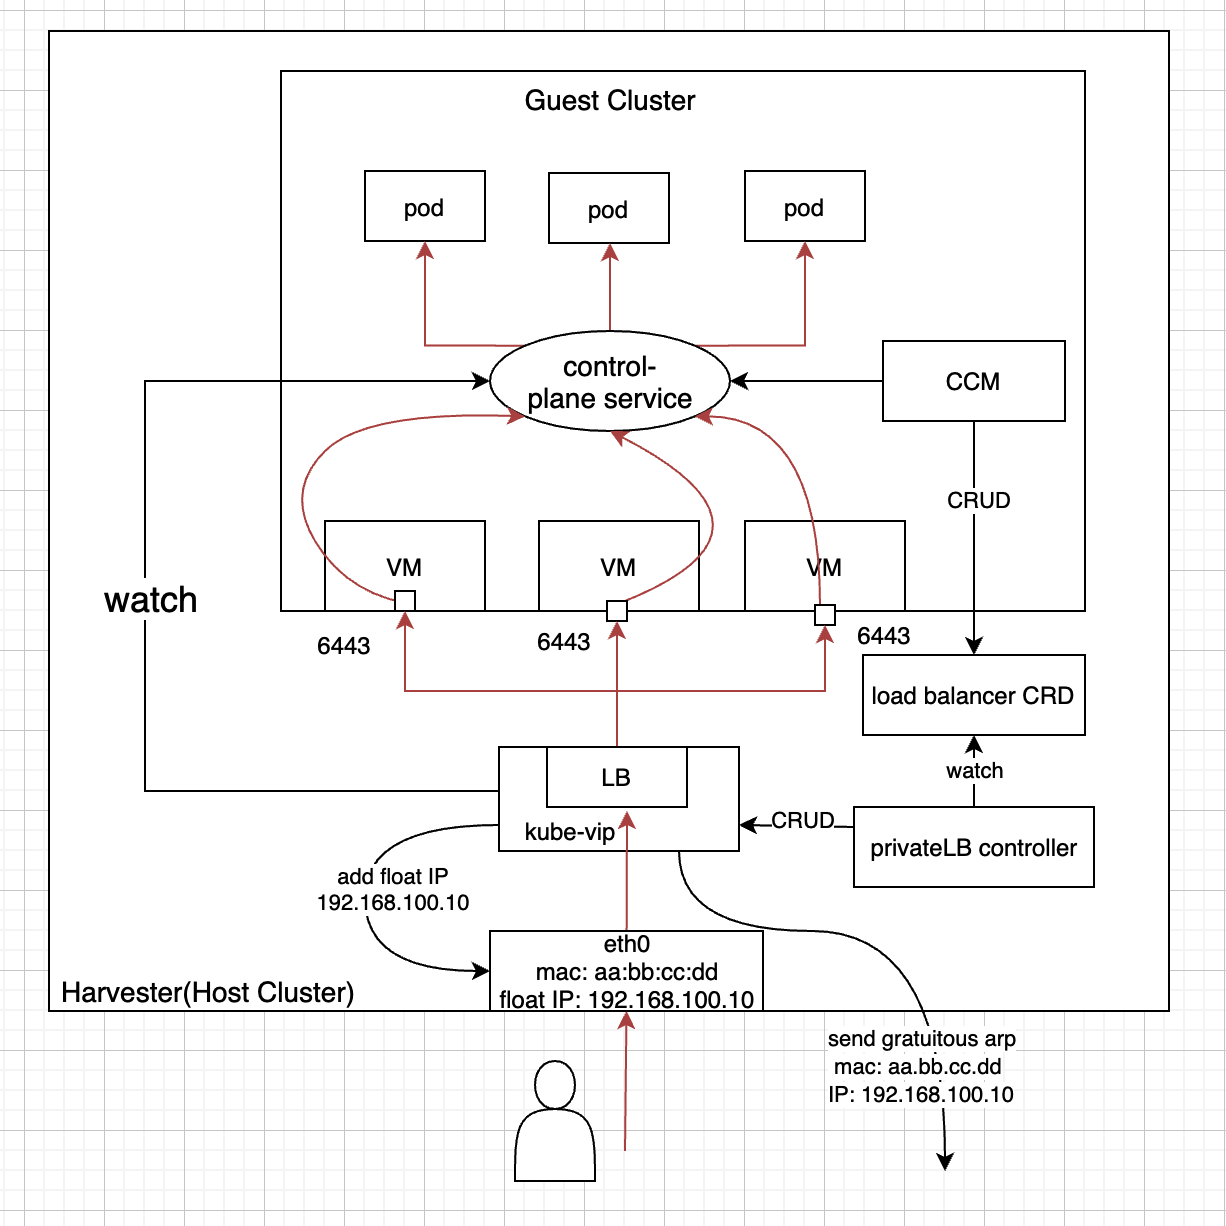 Guest Cluster
pod
pod
pod
control-
plane service
CCM
CRUD
watch
VM
VM
VM
6443
6443
6443
load balancer CRD
watch
LB
kube-vip
CRUD
privateLB controller
add float IP
192.168.100.10
eth0
mac: aa:bb:cc:dd
float IP: 192.168.100.10
Harvester(Host Cluster)
send gratuitous arp
mac: aa.bb.cc.dd
IP: 192.168.100.10